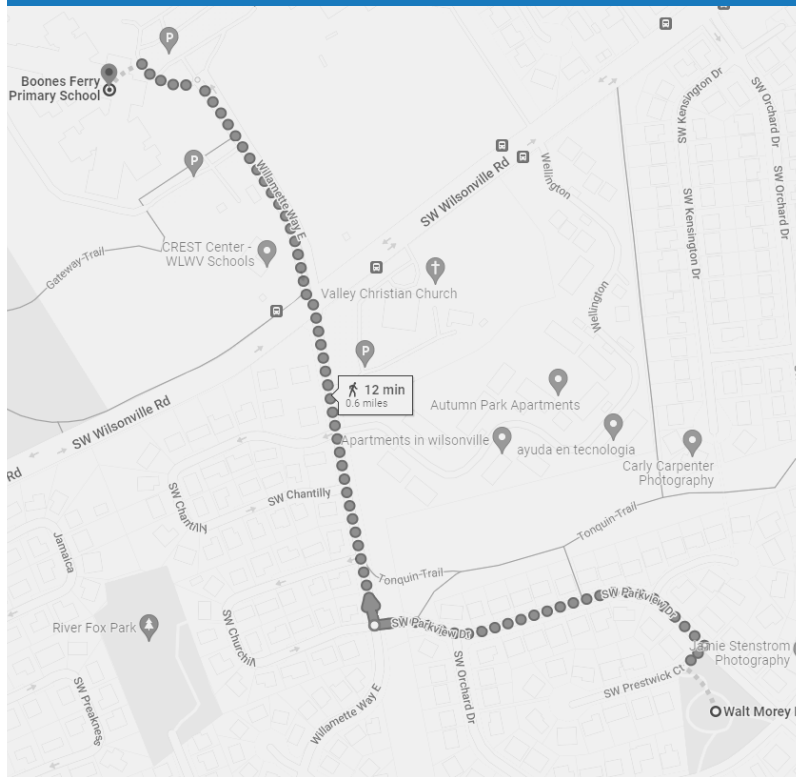 P
Boones Ferry
Primary School
SW Kensington Dr
SW Orchard Dr
P
Willamette Way E
SW Wilsonville Rd
Wellington
SW Kensington Dr
SW Orchard Dr
Gateway-Trail
CREST Center -
WLWV Schools
Valley Christian Church
Wellington
P
12 min
0.6 miles
Autumn Park Apartments
SW Wilsonville Rd
Apartments in wilsonville
ayuda en tecnología
Carly Carpenter
Photography
Rd
SW Chantilly
SW Chantilly
Tonquin-Trail
Jamaica
Tonquin-Trail
SW Parkview Dr
River Fox Park
SW Churchill
SW Parkview Dr
Jamie Stenstrom
Photography
SW Orchard Dr
SW Prestwick Ct
SW Preakness
Willamette Way E
Walt Morey